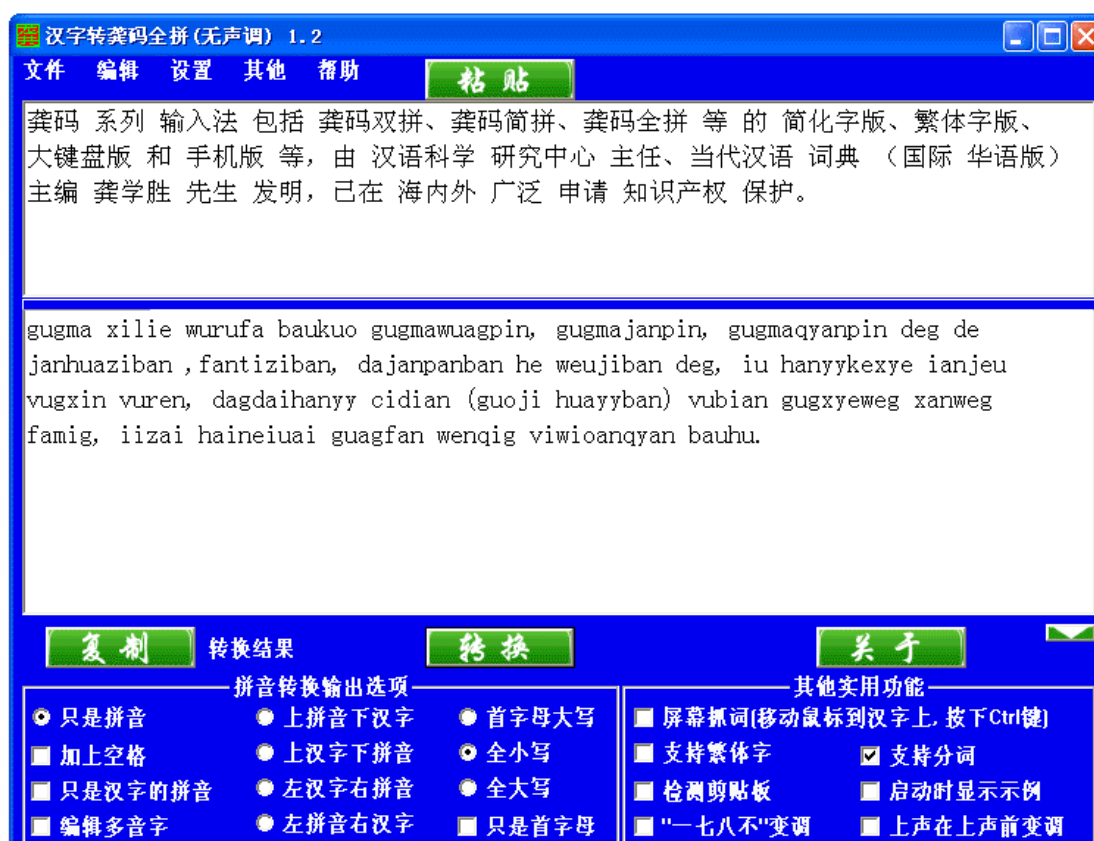 汉字转龚码全拼(无声调) 1.2
文件 编辑 设置 其他 帮助
粘贴
龚码 系列 输入法 包括 龚码双拼、龚码简拼、龚码全拼 等 的 简化字版、繁体字版、
大键盘版 和 手机版 等，由 汉语科学 研究中心 主任、当代汉语 词典 （国际 华语版）
主编 龚学胜 先生 发明，已在 海内外 广泛 申请 知识产权 保护。
gugma xilie wurufa baukuo gugmawuagpin, gugmajanpin, gugmaqyanpin deg de
janhuaziban ,fantiziban, dajanpanban he weujiban deg, iu hanyykexye ianjeu
vugxin vuren, dagdaihanyy cidian (guoji huayyban) vubian gugxyeweg xanweg
famig, iizai haineiuai guagfan wenqig viwioanqyan bauhu.
复制 转换结果 转换 关于
拼音转换输出选项 其他实用功能
只是拼音 上拼音下汉字 首字母大写 屏幕抓词(移动鼠标到汉字上,按下Ctrl键)
加上空格 上汉字下拼音 全小写 支持繁体字 支持分词
只是汉字的拼音 左汉字右拼音 全大写 检测剪贴板 启动时显示示例
编辑多音字 左拼音右汉字 只是首字母 "一七八不"变调 上声在上声前变调